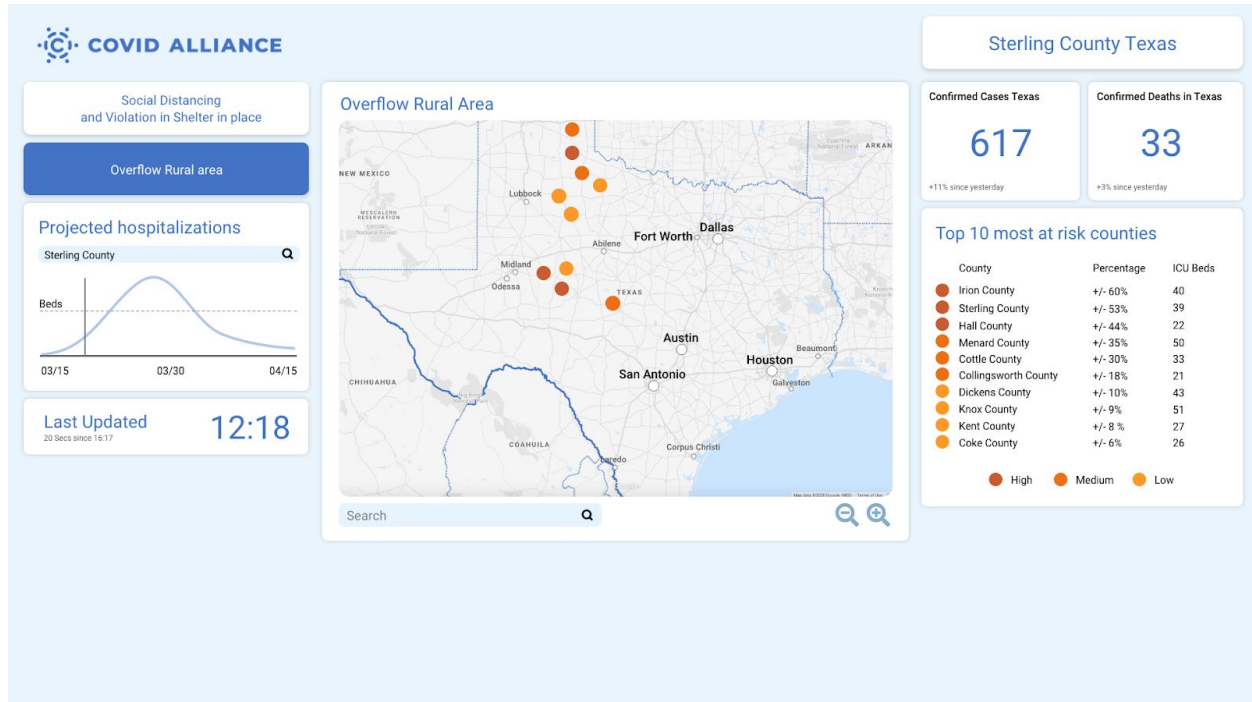 COVID ALLIANCE
Sterling County Texas
Social Distancing
and Violation in Shelter in place
Overflow Rural area
Projected hospitalizations
Sterling County
Beds
03/15 03/30 04/15
Last Updated
20 Secs since 16:17
12:18
Overflow Rural Area
ARKAN
NEW MEXICO
Lubbock
MESCALERO
RESERVATION
Dallas
Fort Worth
Abilene
Midland
Odessa
TEXAS
Austin
Beaumont
Houston
San Antonio
Galveston
CHIHUAHUA
COAHUILA
Corpus Christi
Laredo
Search
Confirmed Cases Texas
617
+11% since yesterday
Confirmed Deaths in Texas
33
+3% since yesterday
Top 10 most at risk counties
County Percentage ICU Beds
Irion County +/- 60% 40
Sterling County +/- 53% 39
Hall County +/- 44% 22
Menard County +/- 35% 50
Cottle County +/- 30% 33
Collingsworth County +/- 18% 21
Dickens County +/- 10% 43
Knox County +/- 9% 51
Kent County +/- 8 % 27
Coke County +/- 6% 26
High Medium Low